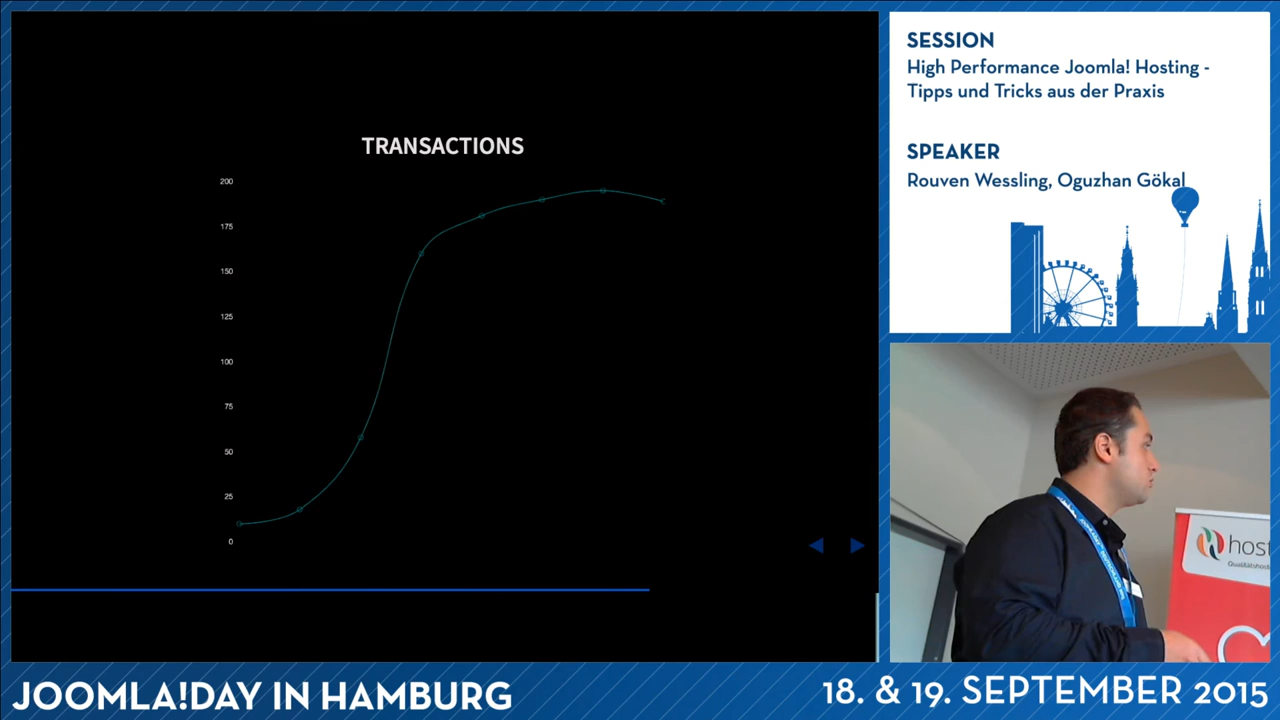 TRANSACTIONS
200
175
150
125
100
75
50
25
0
SESSION
High Performance Joomla! Hosting -
Tipps und Tricks aus der Praxis
SPEAKER
Rouven Wessling, Oguzhan Gökal
host
JOOMLA!DAY IN HAMBURG
18. & 19. SEPTEMBER 2015